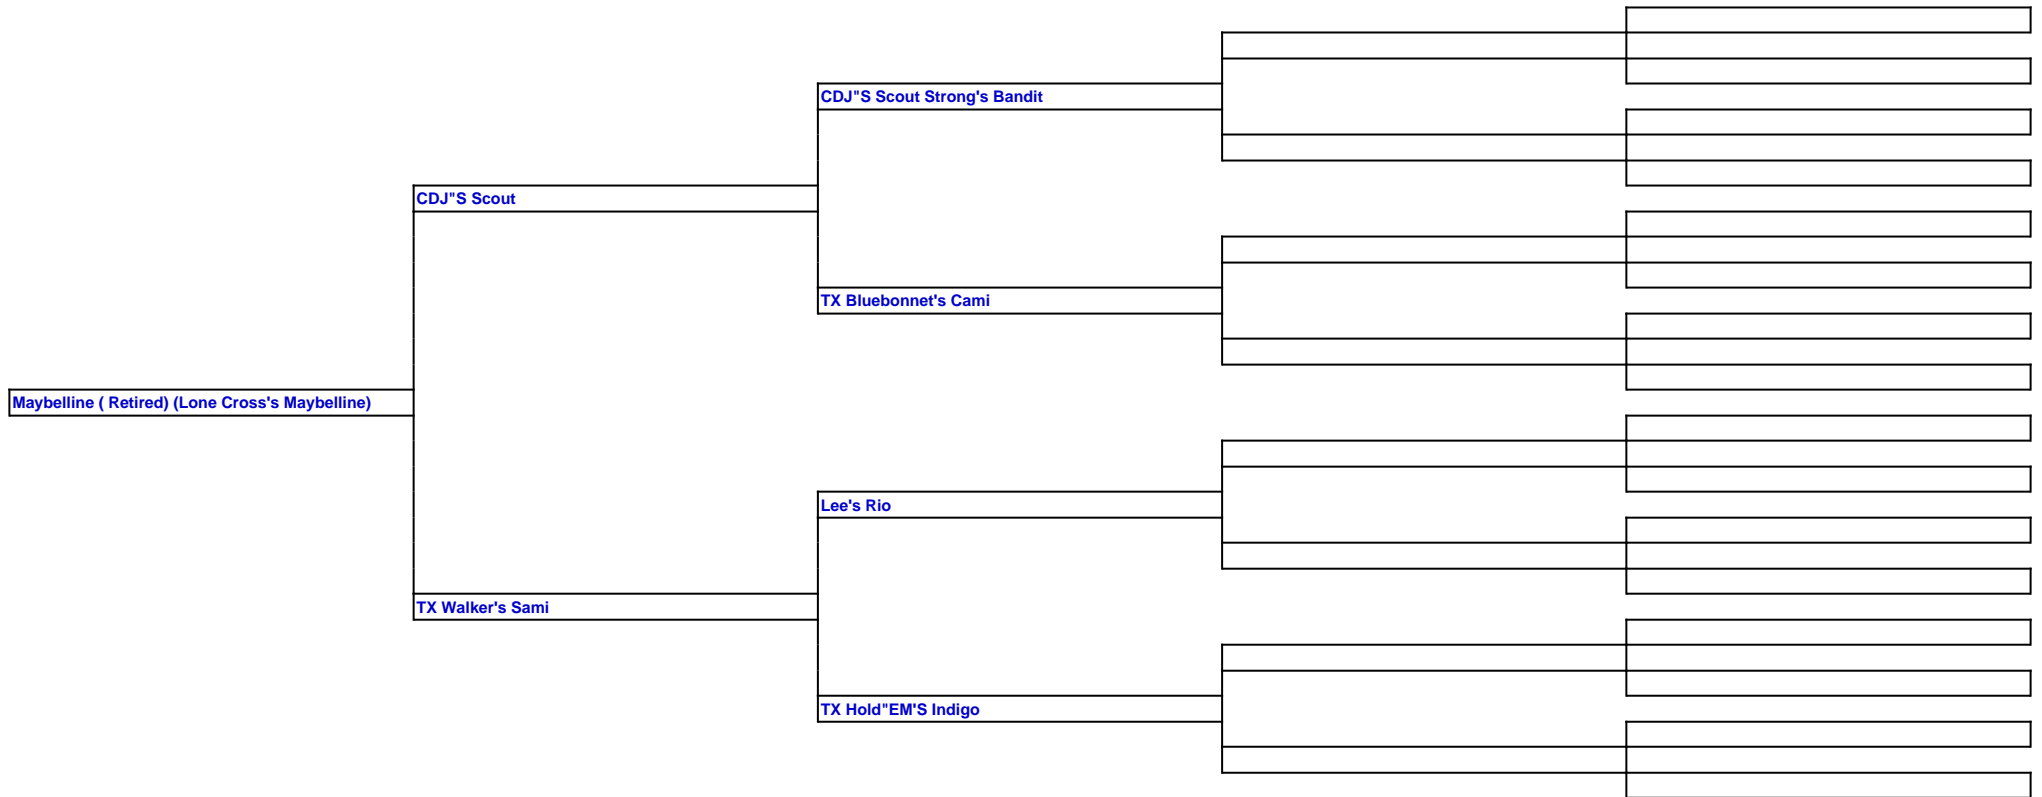 CDJ"S Scout Strong's Bandit
CDJ"S Scout
TX Bluebonnet's Cami
Maybelline ( Retired) (Lone Cross's Maybelline)
Lee's Rio
TX Walker's Sami
TX Hold"EM'S Indigo